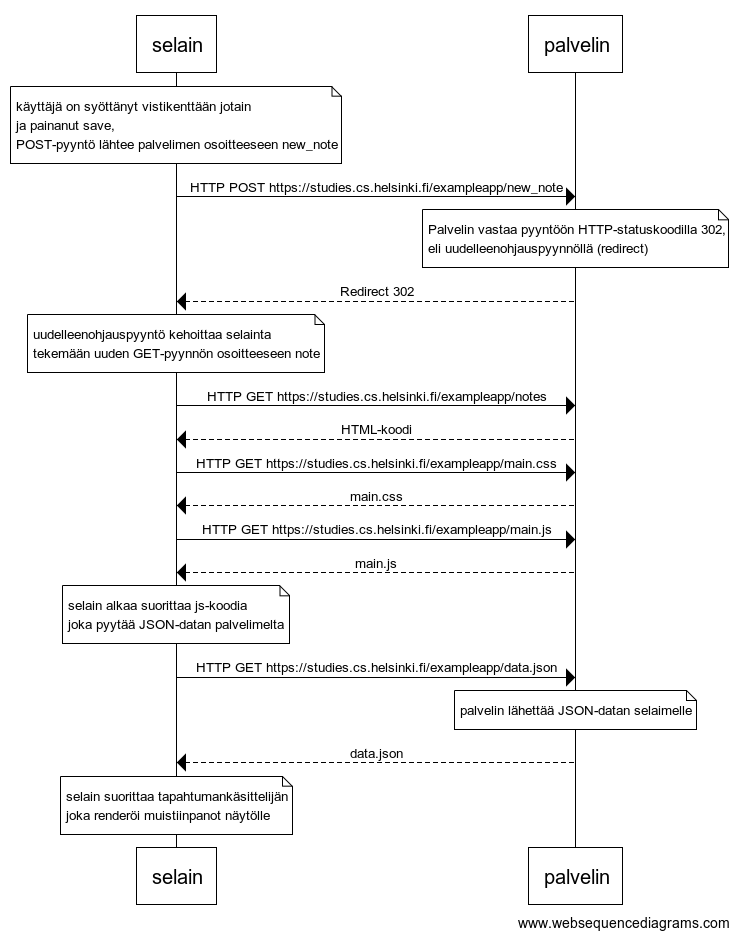 selain
palvelin
käyttäjä on syöttänyt vistikenttään jotain
ja painanut save,
POST-pyyntö lähtee palvelimen osoitteeseen new_note
HTTP POST https://studies.cs.helsinki.fi/exampleapp/new_note
Palvelin vastaa pyyntöön HTTP-statuskoodilla 302,
eli uudelleenohjauspyynnöllä (redirect)
Redirect 302
uudelleenohjauspyyntö kehoittaa selainta
tekemään uuden GET-pyynnön osoitteeseen note
HTTP GET https://studies.cs.helsinki.fi/exampleapp/notes
HTML-koodi
HTTP GET https://studies.cs.helsinki.fi/exampleapp/main.css
main.css
HTTP GET https://studies.cs.helsinki.fi/exampleapp/main.js
main.js
selain alkaa suorittaa js-koodia
joka pyytää JSON-datan palvelimelta
HTTP GET https://studies.cs.helsinki.fi/exampleapp/data.json
palvelin lähettää JSON-datan selaimelle
data.json
selain suorittaa tapahtumankäsittelijän
joka renderöi muistiinpanot näytölle
selain
palvelin
www.websequencediagrams.com